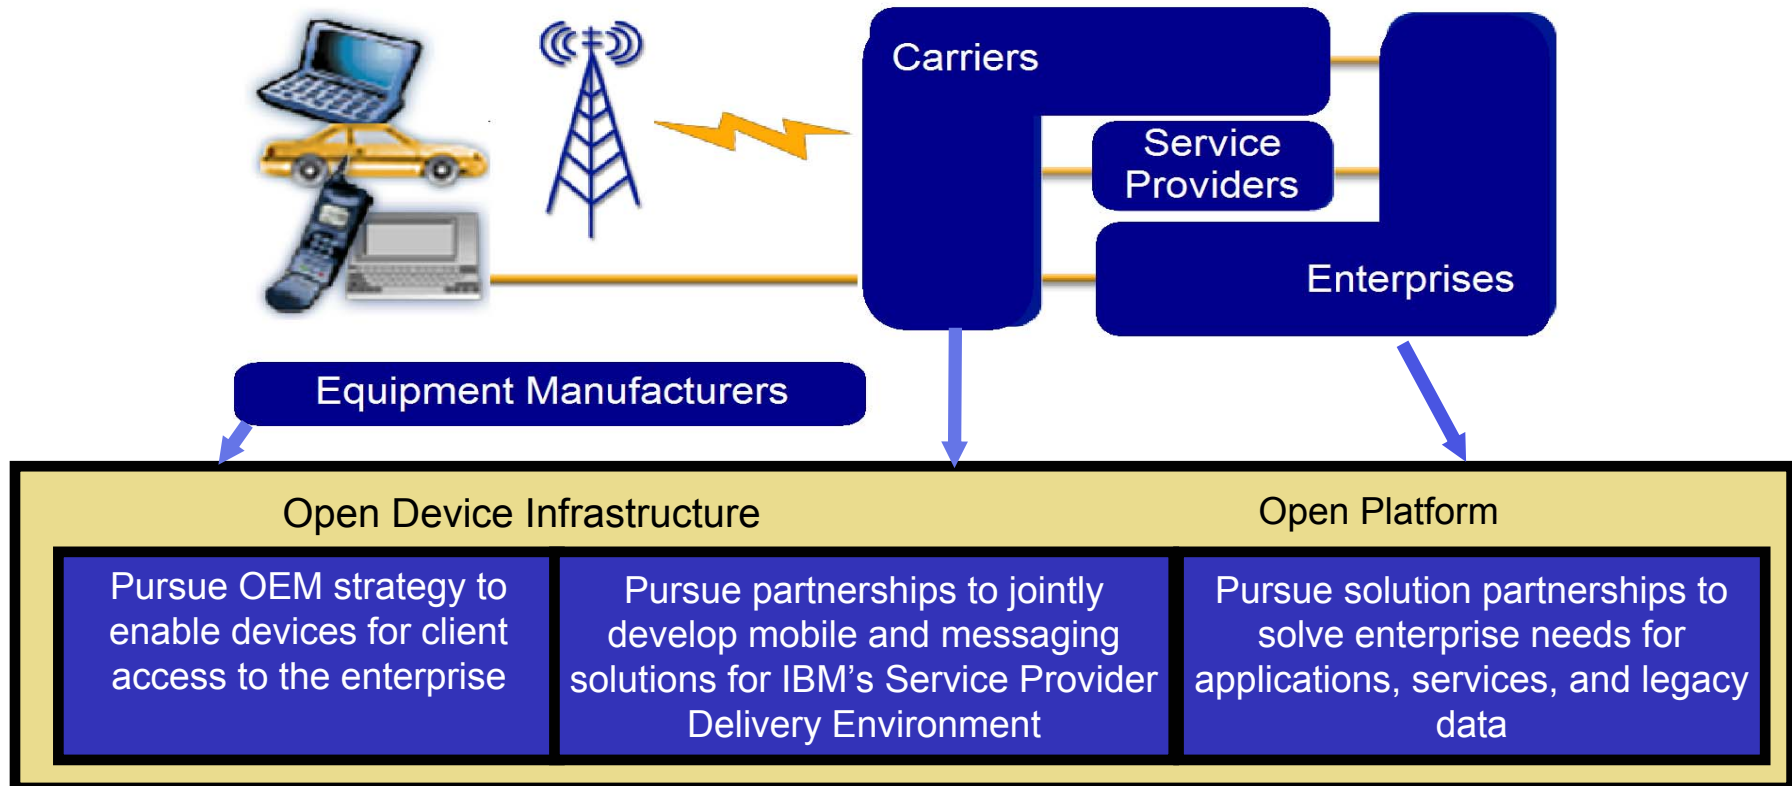 Carriers
Service
Providers
Enterprises
Equipment Manufacturers
Open Device Infrastructure
Open Platform
Pursue OEM strategy to
enable devices for client
access to the enterprise
Pursue partnerships to jointly
develop mobile and messaging
solutions for IBM’s Service Provider
Delivery Environment
Pursue solution partnerships to
solve enterprise needs for
applications, services, and legacy
data